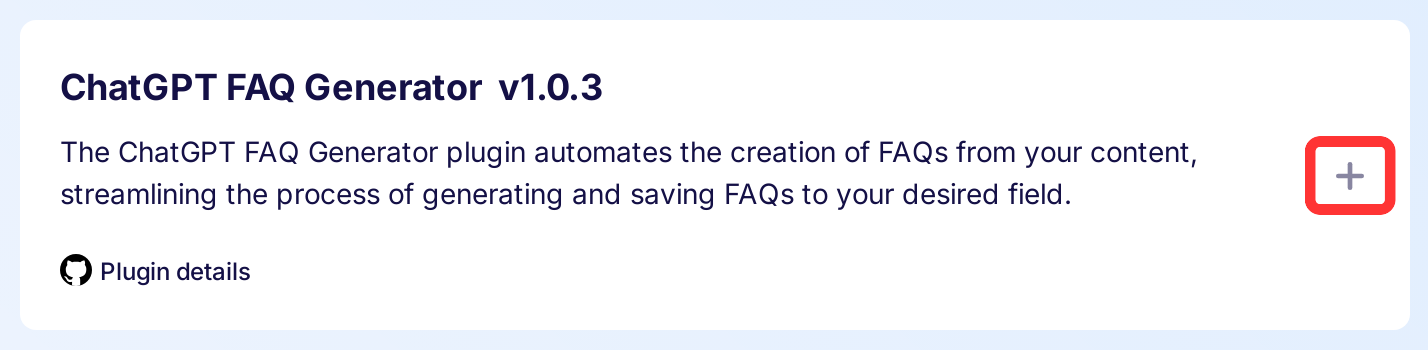 ChatGPT FAQ Generator v1.0.3
The ChatGPT FAQ Generator plugin automates the creation of FAQs from your content,
streamlining the process of generating and saving FAQs to your desired field.
Plugin details